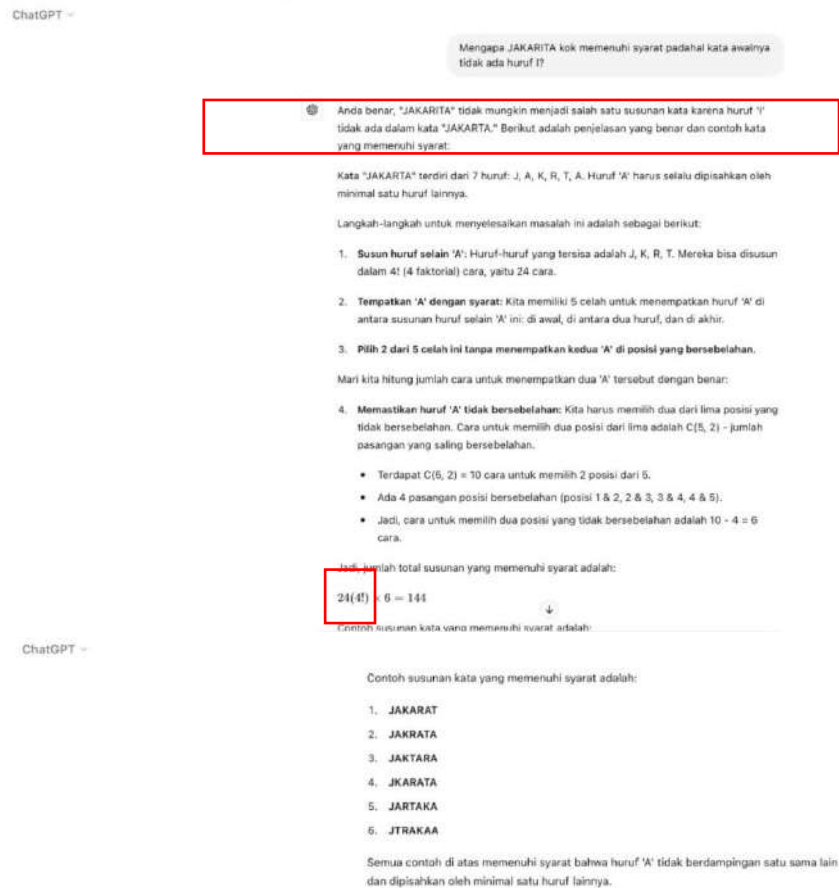 ChatGPT
Mengapa JAKARITA kok memenuhi syarat padahal kata awalnya
tidak ada huruf I?
Anda benar, "JAKARITA" tidak mungkin menjadi salah satu susunan kata karena huruf 'I'
tidak ada dalam kata "JAKARTA." Berikut adalah penjelasan yang benar dan contoh kata
yang memenuhi syarat:
Kata "JAKARTA" terdiri dari 7 huruf: J, A, K, R, T, A. Huruf 'A' harus selalu dipisahkan oleh
minimal satu huruf lainnya.
Langkah-langkah untuk menyelesaikan masalah ini adalah sebagai berikut:
1. Susun huruf selain 'A': Huruf-huruf yang tersisa adalah J, K, R, T. Mereka bisa disusun
dalam 4! (4 faktorial) cara, yaitu 24 cara.
2. Tempatkan 'A' dengan syarat: Kita memiliki 5 celah untuk menempatkan huruf 'A' di
antara susunan huruf selain 'A' ini: di awal, di antara dua huruf, dan di akhir.
3. Pilih 2 dari 5 celah ini tanpa menempatkan kedua 'A' di posisi yang bersebelahan.
Mari kita hitung jumlah cara untuk menempatkan dua 'A' tersebut dengan benar:
4. Memastikan huruf 'A' tidak bersebelahan: Kita harus memilih dua dari lima posisi yang
tidak bersebelahan. Cara untuk memilih dua posisi dari lima adalah C(5, 2) - jumlah
pasangan yang saling bersebelahan.
• Terdapat C(5, 2) = 10 cara untuk memilih 2 posisi dari 5.
• Ada 4 pasangan posisi bersebelahan (posisi 1 & 2, 2 & 3, 3 & 4, 4 & 5).
• Jadi, cara untuk memilih dua posisi yang tidak bersebelahan adalah 10 - 4 = 6
cara.
Jadi, jumlah total susunan yang memenuhi syarat adalah:
24(4!) × 6 = 144
Contoh susunan kata yang memenuhi syarat adalah:
ChatGPT
Contoh susunan kata yang memenuhi syarat adalah:
1. JAKARAT
2. JAKRATA
3. JAKTARA
4. JKARATA
5. JARTAKA
6. JTRAKAA
Semua contoh di atas memenuhi syarat bahwa huruf 'A' tidak berdampingan satu sama lain
dan dipisahkan oleh minimal satu huruf lainnya.